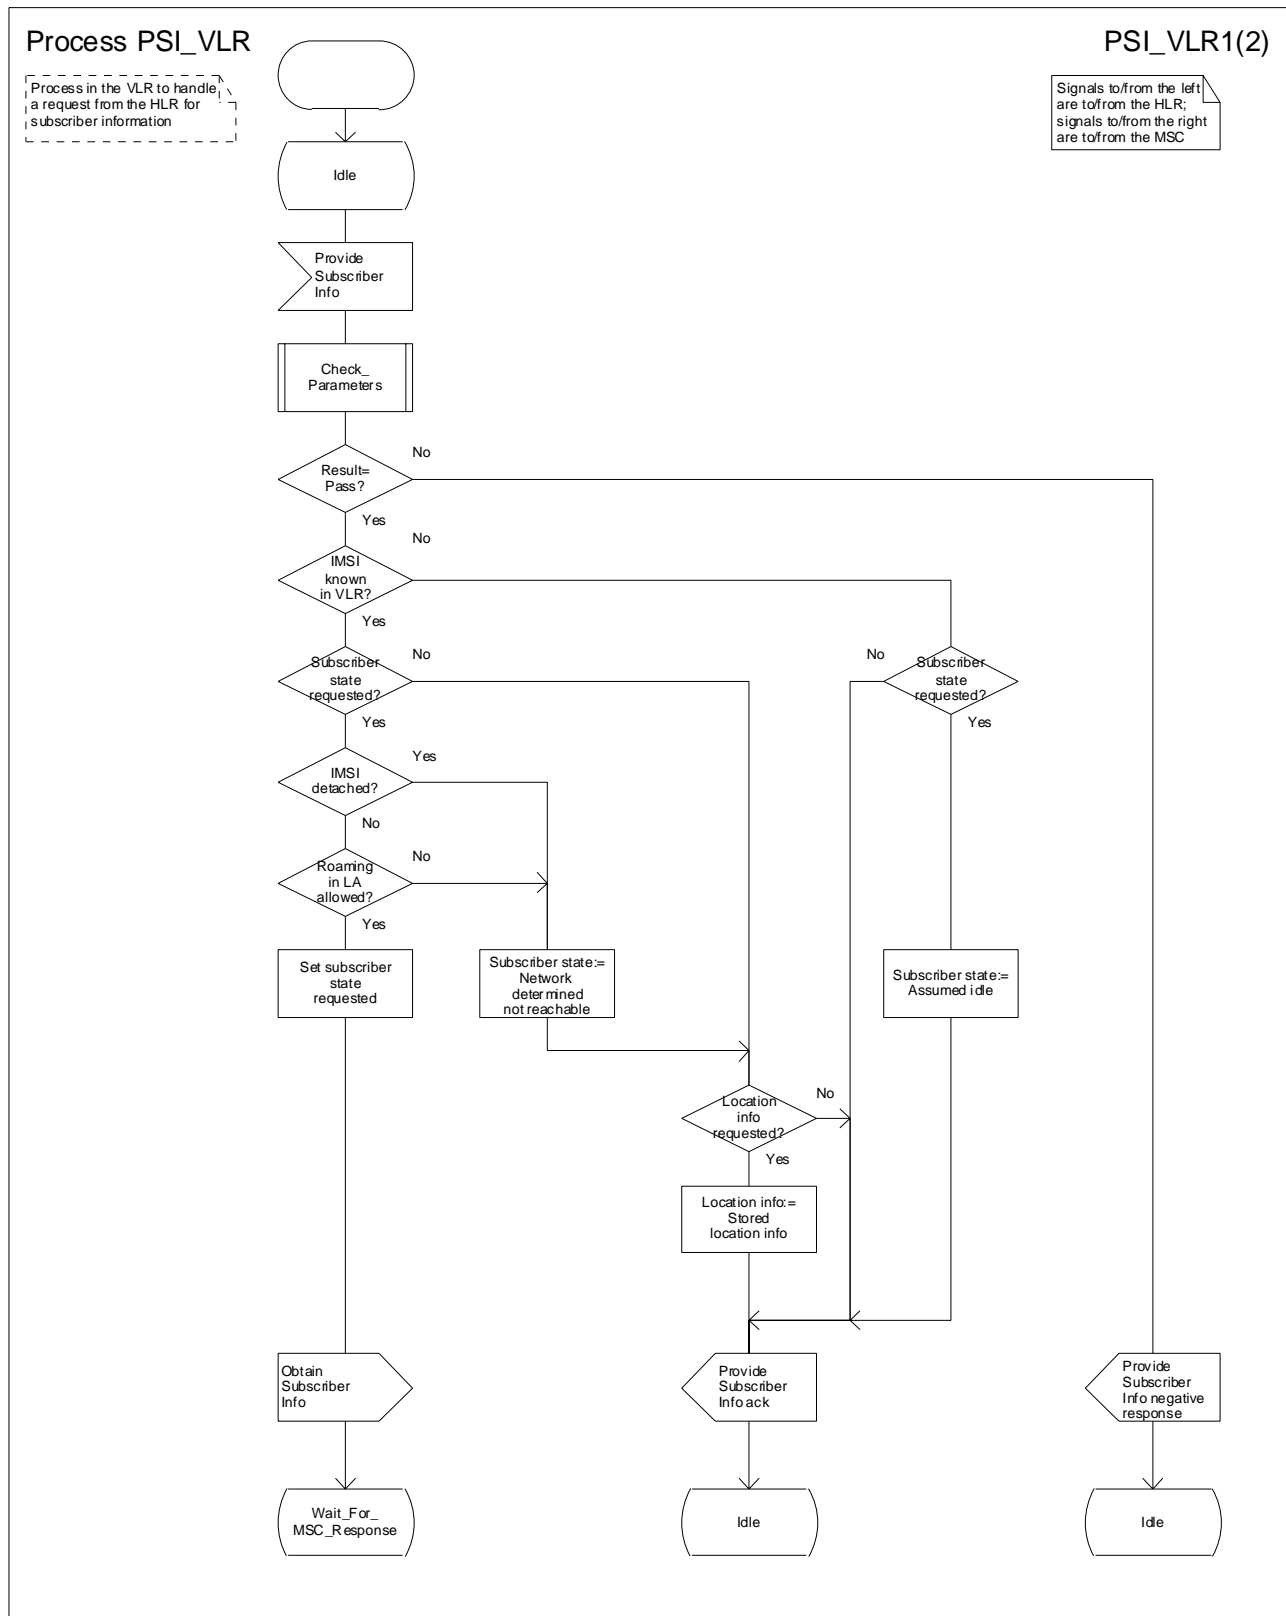 Process PSI_VLR
PSI_VLR1(2)
Process in the VLR to handle
a request from the HLR for
subscriber information
Signals to/from the left
are to/from the HLR;
signals to/from the right
are to/from the MSC
Idle
Provide
Subscriber
Info
Check_
Parameters
No
Result=
Pass?
Yes
No
IMSI
known
in VLR?
Yes
No
Subscriber
state
requested?
Yes
No
Subscriber
state
requested?
Yes
Yes
IMSI
detached?
No
No
Roaming
in LA
allowed?
Yes
Set subscriber
state
requested
Subscriber state:=
Network
determined
not reachable
Subscriber state:=
Assumed idle
No
Location
info
requested?
Yes
Location info:=
Stored
location info
Obtain
Subscriber
Info
Provide
Subscriber
Info ack
Provide
Subscriber
Info negative
response
Wait_For_
MSC_Response
Idle
Idle